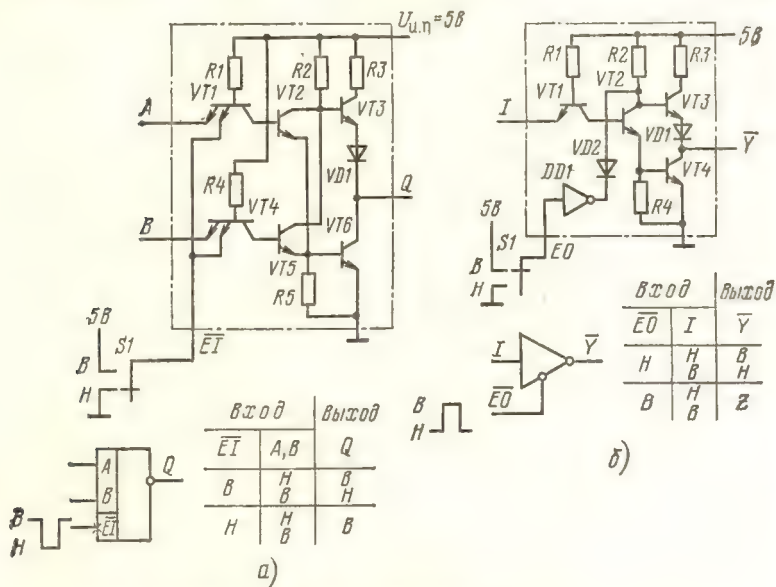 U и.п = 5В
R1
R2
R3
VT1
VT2
VT3
A
R4
VD1
VT4
Q
B
VT6
VT5
R5
5В
S1
EI
В
Н
Вход
Выход
EI
A,B
Q
В
Н
В
В
Н
Н
Н
В
В
A
B
EI
Q
В
Н
а)
5В
R1
R2
R3
VT2
VT1
VT3
I
VD1
VD2
Y
DD1
VT4
R4
5В
S1
В
EO
Н
Вход
Выход
EO
I
Y
Н
Н
В
В
Н
В
Н
В
Z
I
Y
EO
В
Н
б)